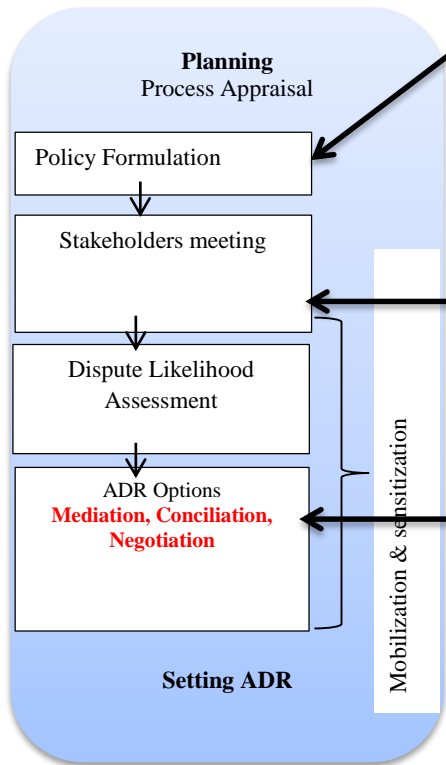 Planning
Process Appraisal
Policy Formulation
Stakeholders meeting
Dispute Likelihood
Assessment
ADR Options
Mediation, Conciliation,
Negotiation
Mobilization & sensitization
Setting ADR